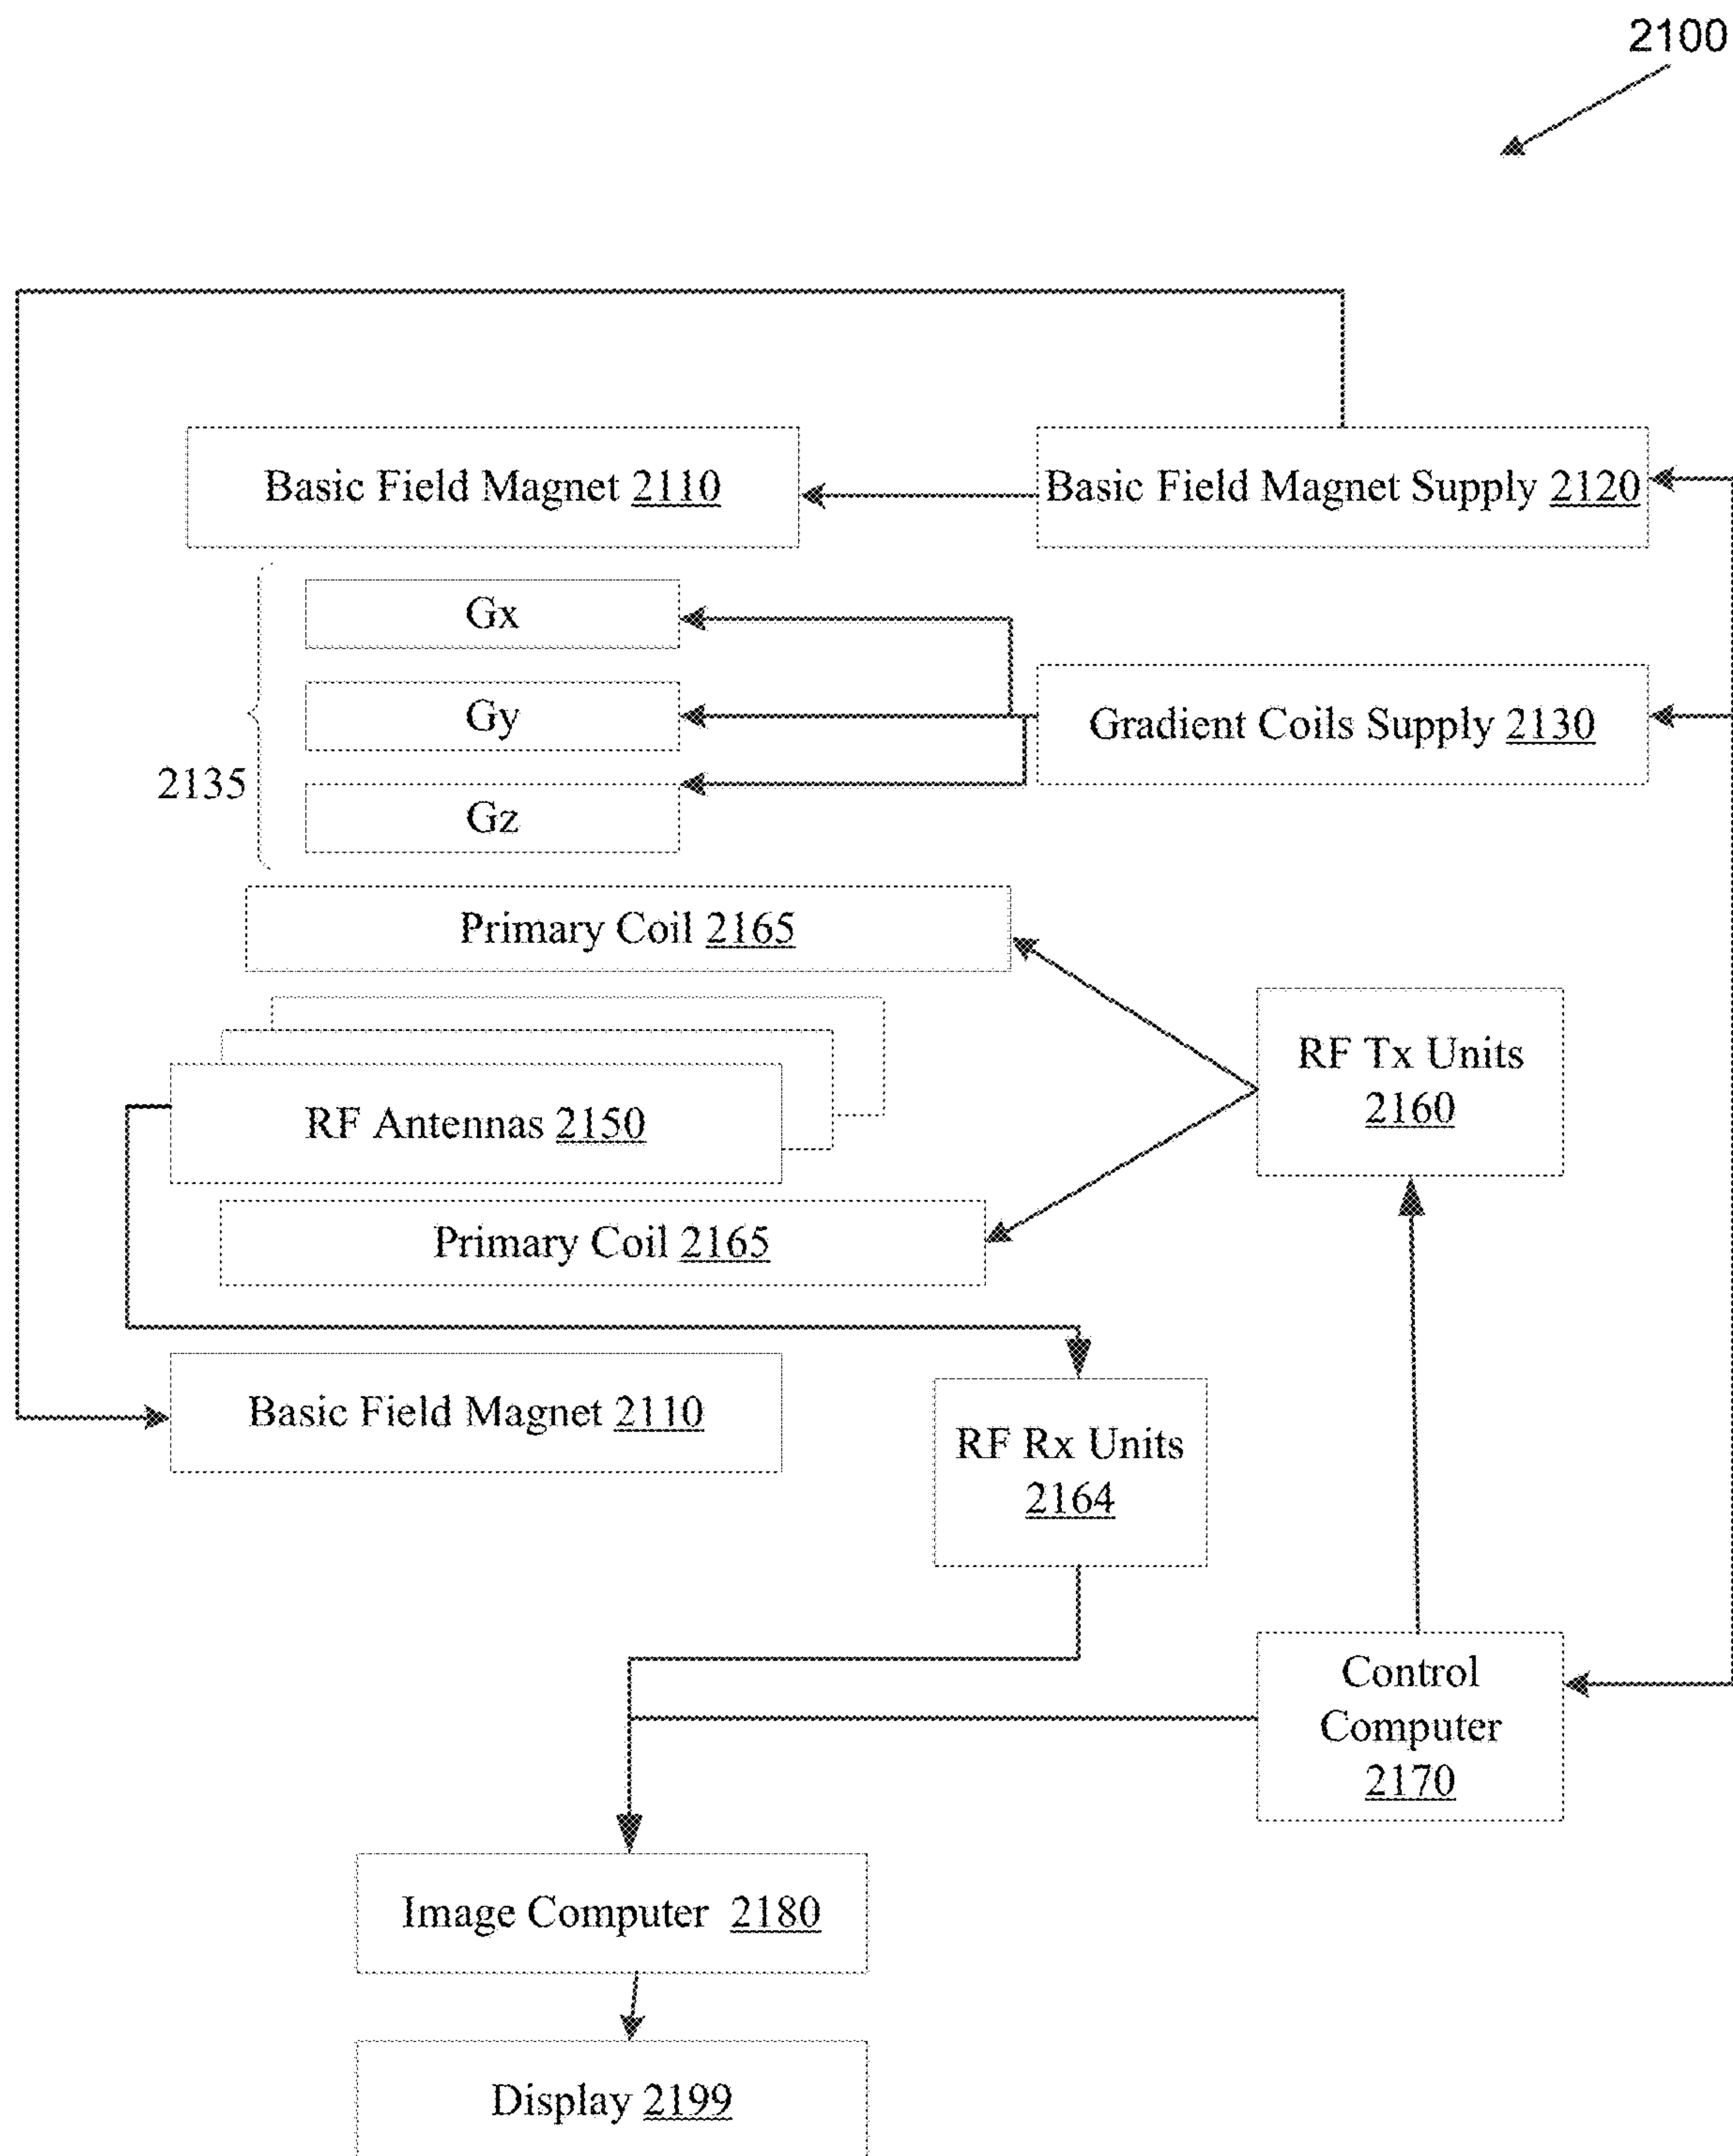 2100
Basic Field Magnet 2110
Basic Field Magnet Supply 2120
Gx
Gy
Gradient Coils Supply 2130
2135
Gz
Primary Coil 2165
RF Tx Units
2160
RF Antennas 2150
Primary Coil 2165
Basic Field Magnet 2110
RF Rx Units
2164
Control
Computer
2170
Image Computer 2180
Display 2199